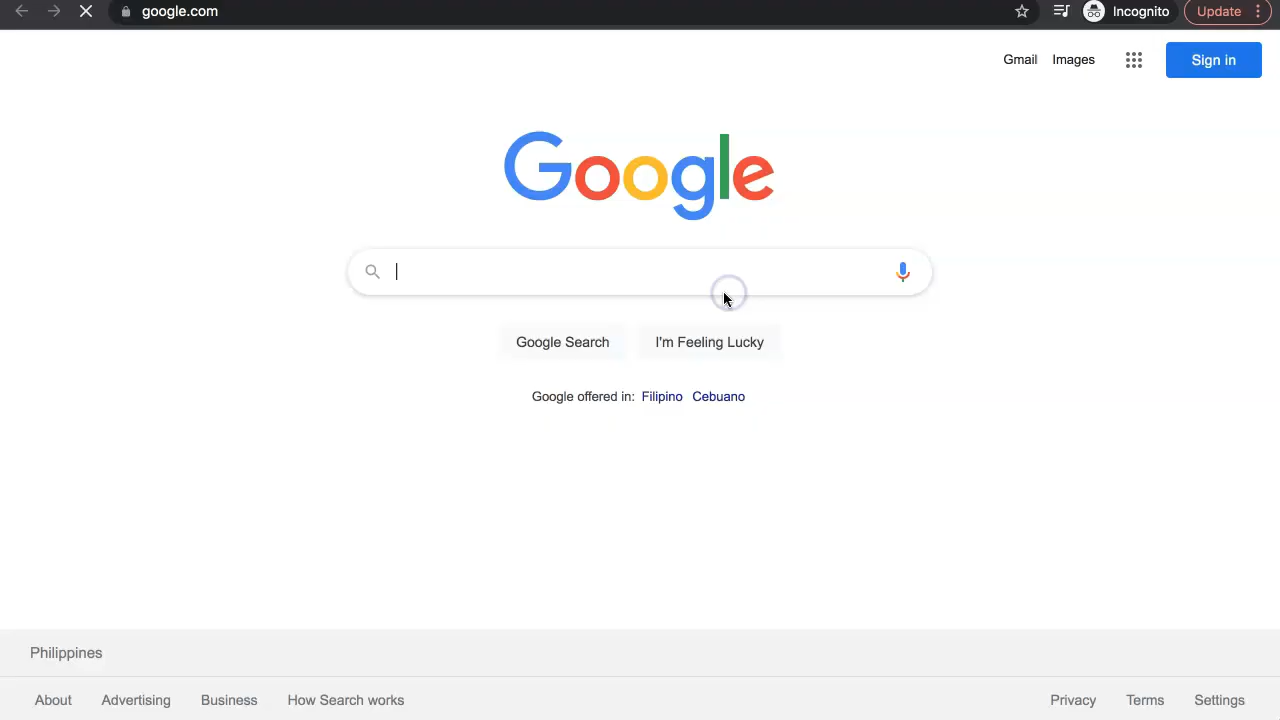 google.com
Incognito
Update
Gmail Images
Sign in
Google
Google Search
I'm Feeling Lucky
Google offered in: Filipino Cebuano
Philippines
About Advertising Business How Search works
Privacy Terms Settings